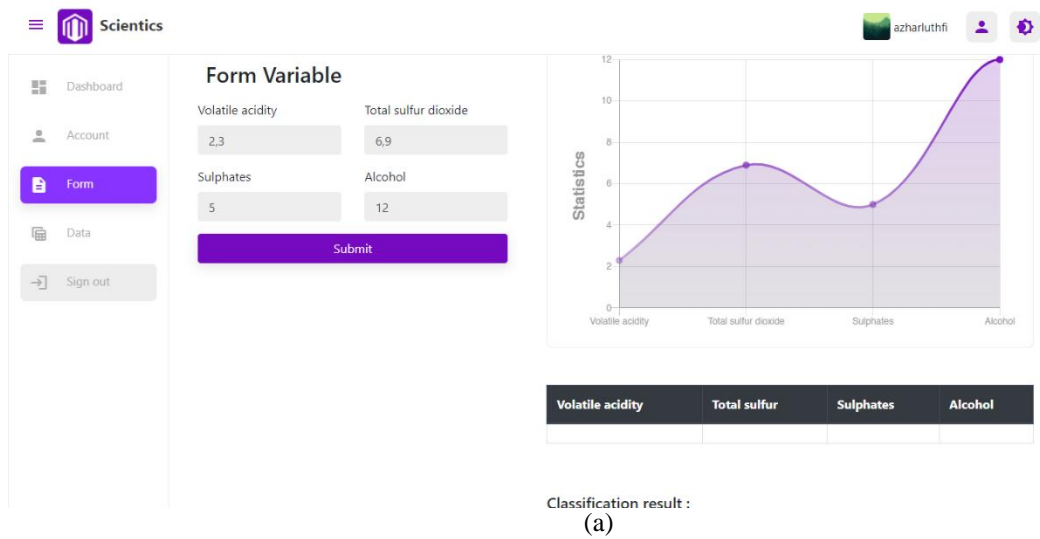 Scientics
azharluthfi
Dashboard
Account
Form
Data
Sign out
Form Variable
Volatile acidity Total sulfur dioxide
2,3 6,9
Sulphates Alcohol
5 12
Submit
Statistics
12
10
8
6
4
2
0
Volatile acidity Total sulfur dioxide Sulphates Alcohol
Volatile acidity Total sulfur Sulphates Alcohol
Classification result :
(a)